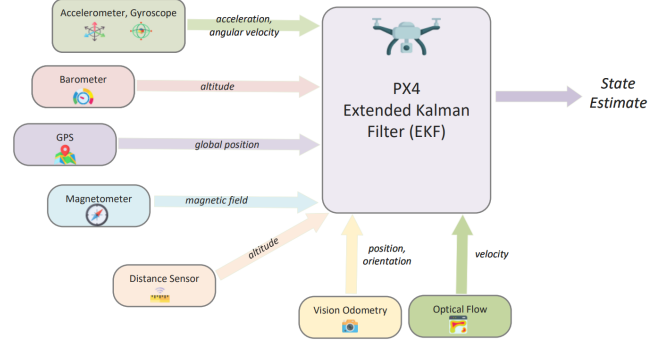 Accelerometer, Gyroscope
acceleration,
angular velocity
Barometer
altitude
GPS
global position
Magnetometer
magnetic field
Distance Sensor
altitude
PX4
Extended Kalman
Filter (EKF)
State
Estimate
position,
orientation
velocity
Vision Odometry
Optical Flow